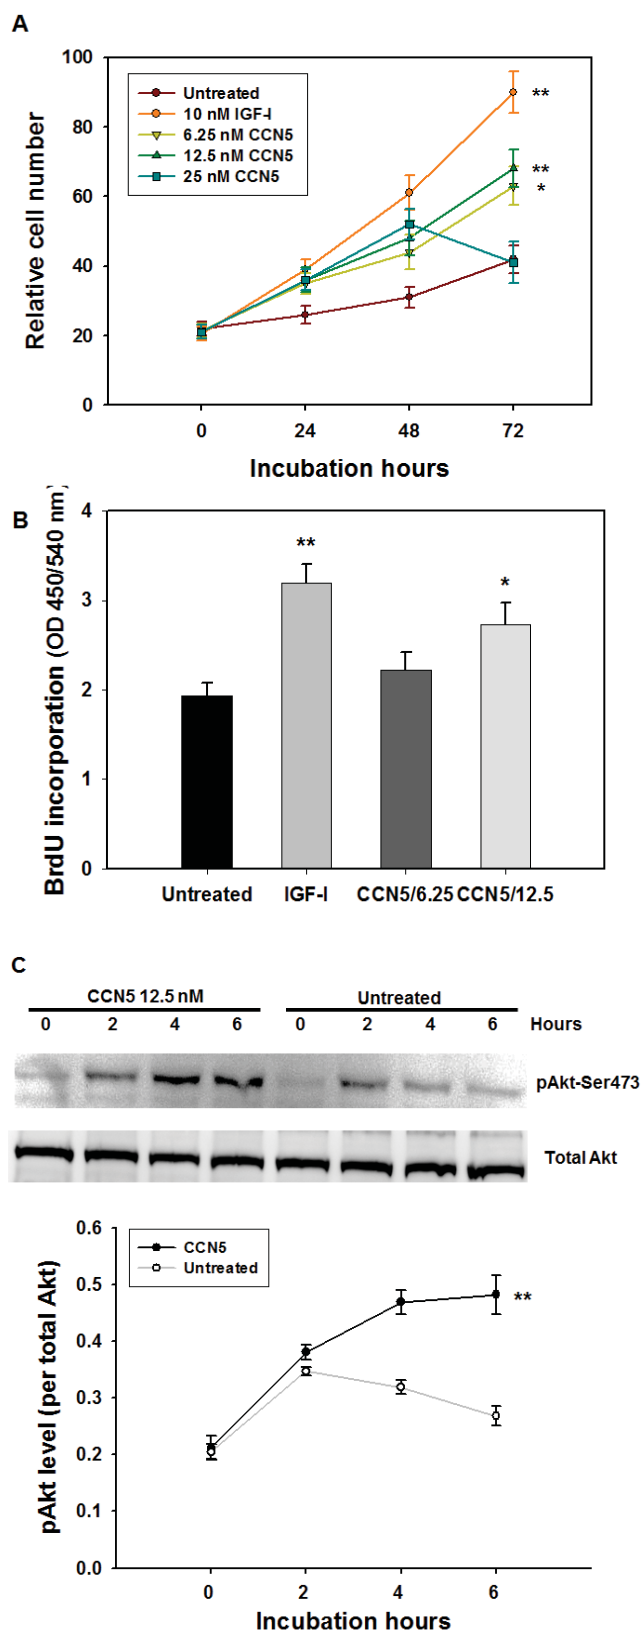 A
100
80
60
40
20
0
Relative cell number
Untreated
10 nM IGF-I
6.25 nM CCN5
12.5 nM CCN5
25 nM CCN5
**
**
*
0 24 48 72
Incubation hours
B
4
3
2
1
0
BrdU incorporation (OD 450/540 nm)
**
*
Untreated IGF-I CCN5/6.25 CCN5/12.5
C
CCN5 12.5 nM Untreated
0 2 4 6 0 2 4 6 Hours
pAkt-Ser473
Total Akt
0.6
0.5
0.4
0.3
0.2
0.1
0.0
pAkt level (per total Akt)
CCN5
Untreated
**
0 2 4 6
Incubation hours